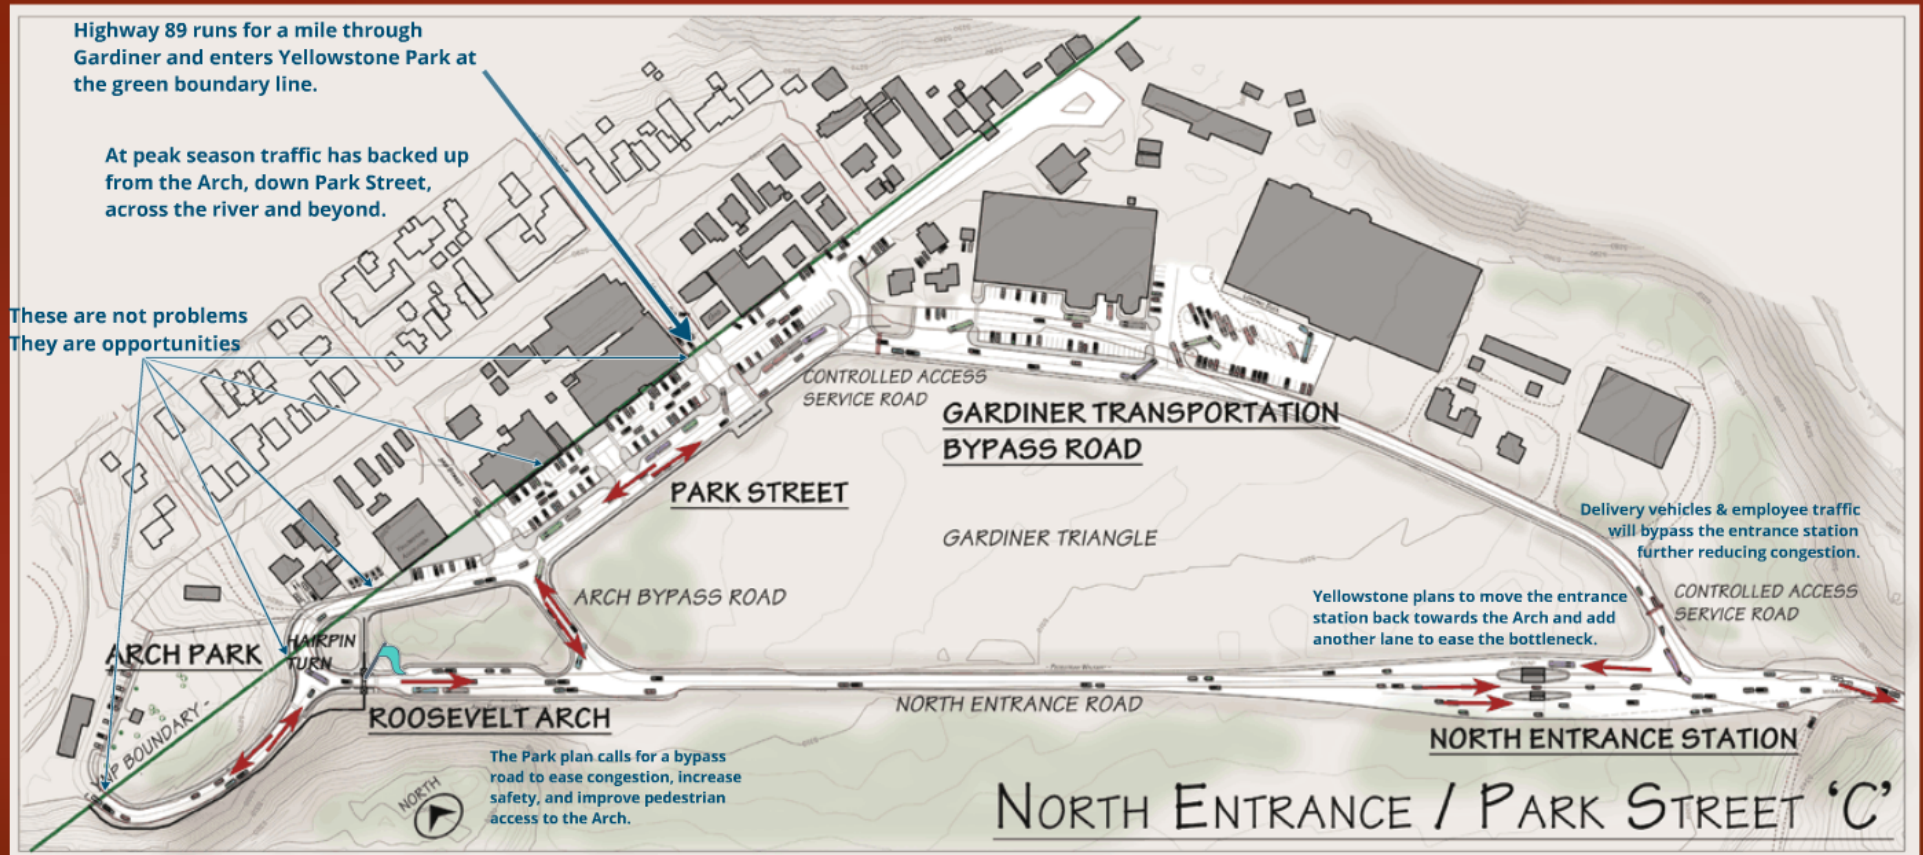 Highway 89 runs for a mile through
Gardiner and enters Yellowstone Park at
the green boundary line.
At peak season traffic has backed up
from the Arch, down Park Street,
across the river and beyond.
These are not problems
They are opportunities
CONTROLLED ACCESS
SERVICE ROAD
GARDINER TRANSPORTATION
BYPASS ROAD
PARK STREET
GARDINER TRIANGLE
Delivery vehicles & employee traffic
will bypass the entrance station
further reducing congestion.
ARCH BYPASS ROAD
Yellowstone plans to move the entrance
station back towards the Arch and add
another lane to ease the bottleneck.
CONTROLLED ACCESS
SERVICE ROAD
ARCH PARK
HAIRPIN
TURN
NORTH ENTRANCE ROAD
ROOSEVELT ARCH
YNP BOUNDARY -
NORTH ENTRANCE STATION
The Park plan calls for a bypass
road to ease congestion, increase
safety, and improve pedestrian
access to the Arch.
NORTH
NORTH ENTRANCE / PARK STREET 'C'